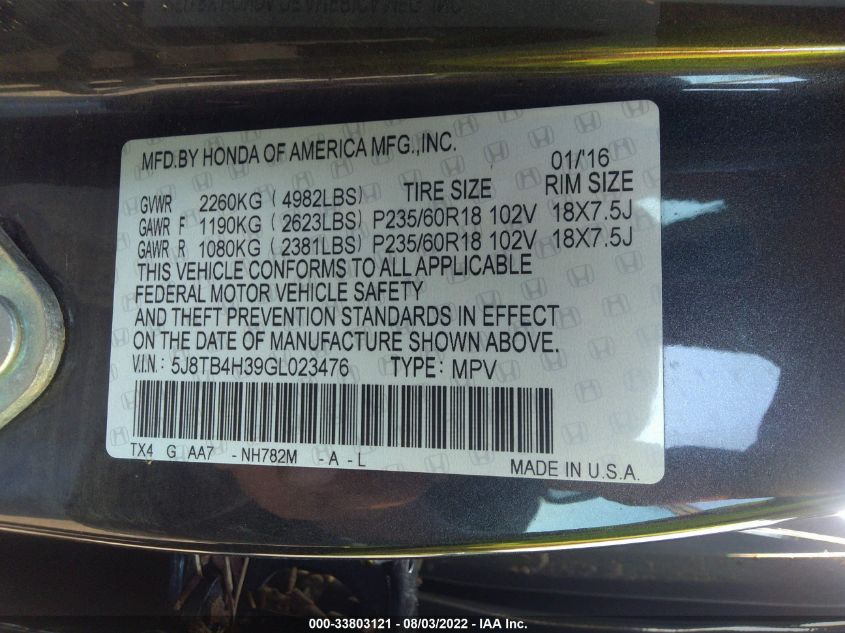 MFD.BY HONDA OF AMERICA MFG.,INC. 01/'16
GVWR 2260KG (4982LBS) TIRE SIZE RIM SIZE
GAWR F 1190KG (2623LBS) P235/60R18 102V 18X7.5J
GAWR R 1080KG (2381LBS) P235/60R18 102V 18X7.5J
THIS VEHICLE CONFORMS TO ALL APPLICABLE
FEDERAL MOTOR VEHICLE SAFETY
AND THEFT PREVENTION STANDARDS IN EFFECT
ON THE DATE OF MANUFACTURE SHOWN ABOVE.
V.I.N.: 5J8TB4H39GL023476 TYPE: MPV
TX4 G AA7 -NH782M -A-L
MADE IN U.S.A.
000-33803121 - 08/03/2022 - IAA Inc.